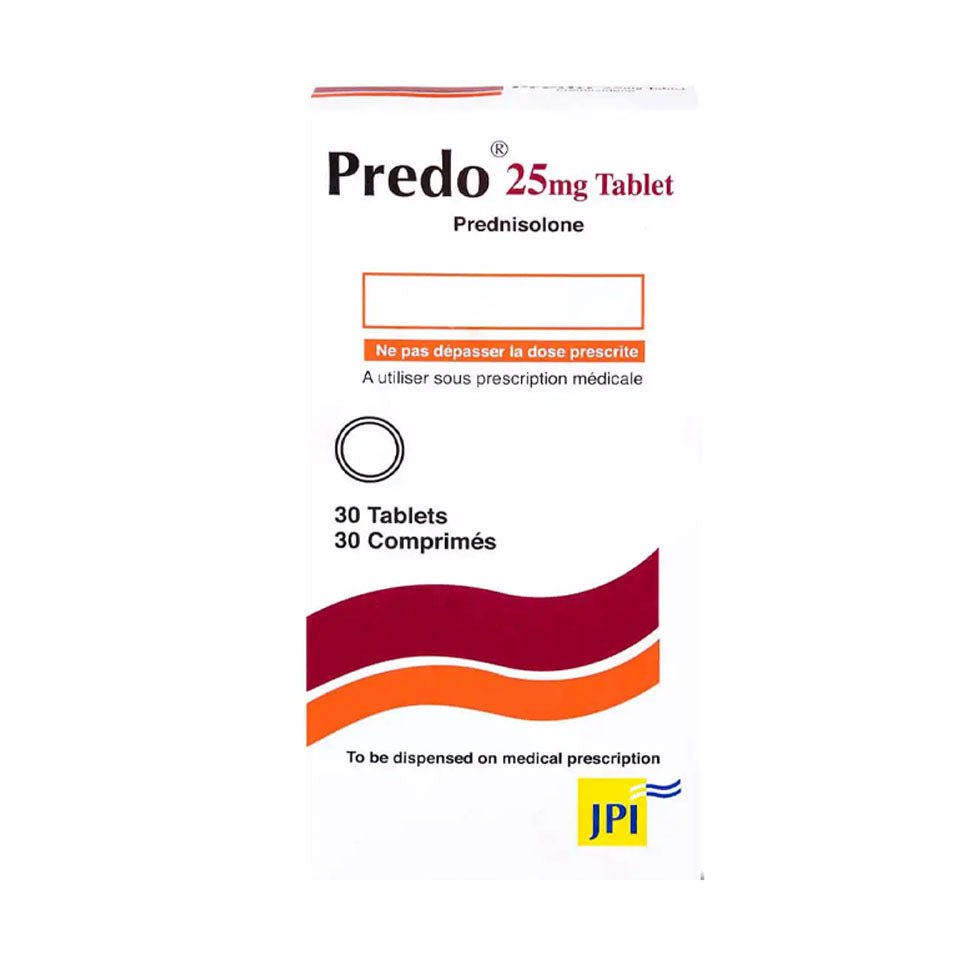 Predo® 25mg Tablet
Prednisolone
Ne pas dépasser la dose prescrite
A utiliser sous prescription médicale
30 Tablets
30 Comprimés
To be dispensed on medical prescription
JPI